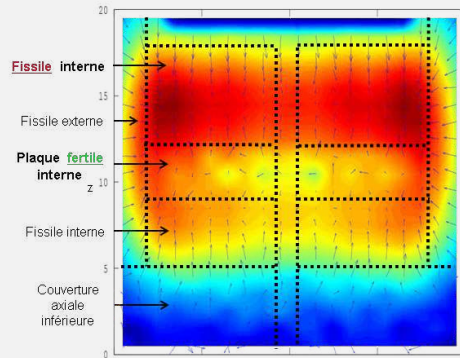 20
Fissile interne
15
Fissile externe
Plaque fertile
interne
z
10
Fissile interne
5
Couverture
axiale
inférieure
0